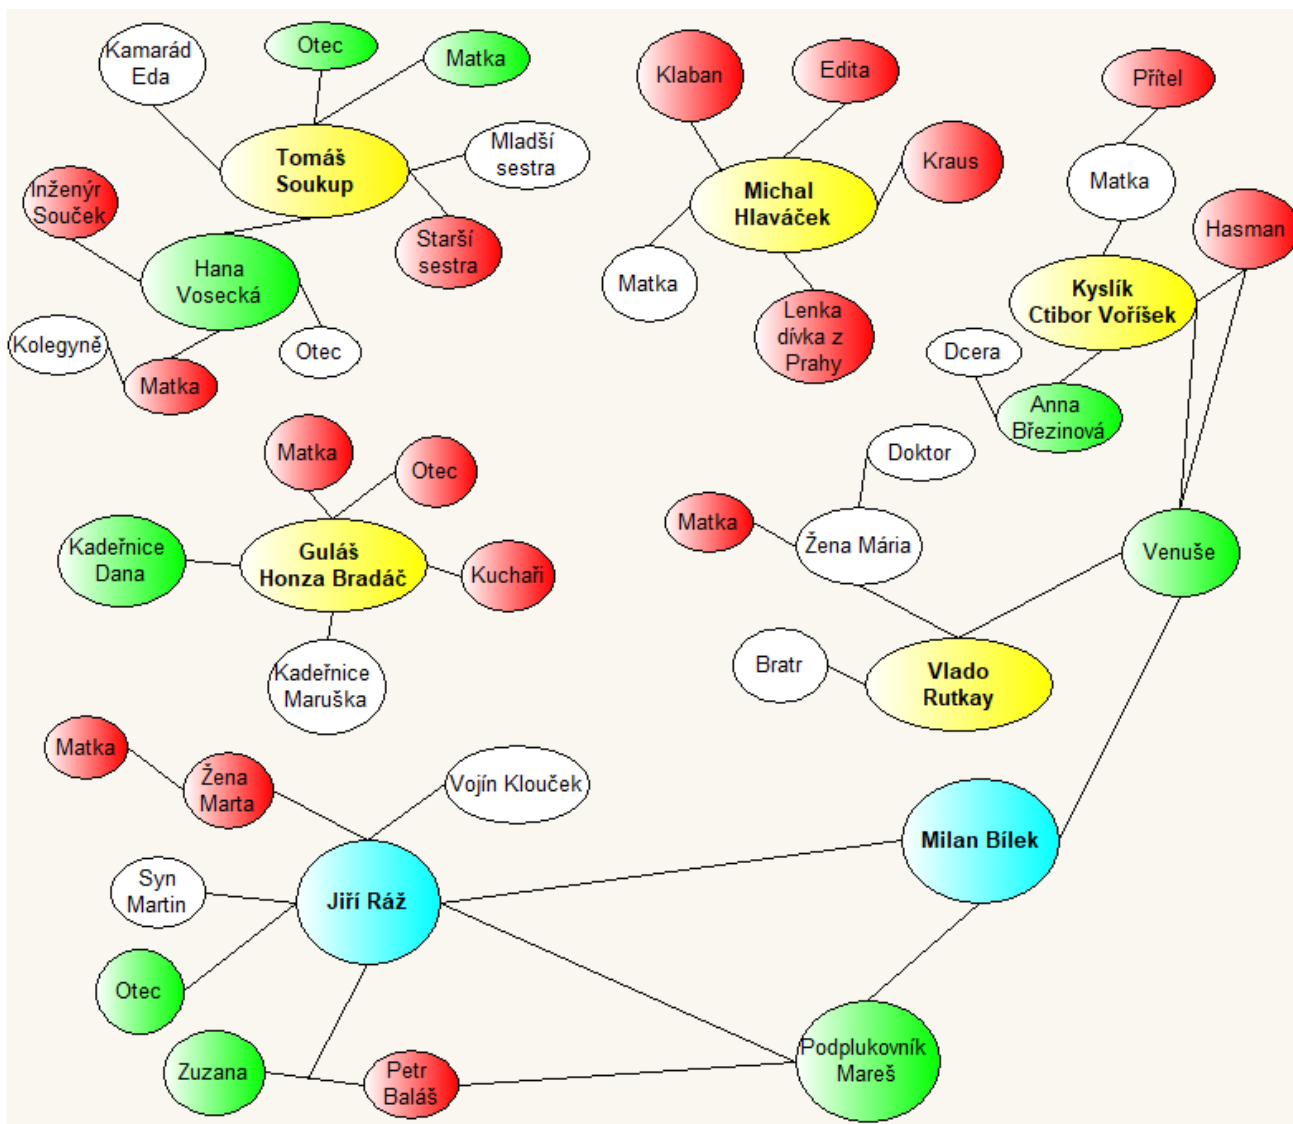 Kamarád
Eda
Otec
Matka
Tomáš
Soukup
Mladší
sestra
Starší
sestra
Inženýr
Souček
Hana
Vosecká
Kolegyně
Matka
Otec
Klaban
Edita
Kraus
Michal
Hlaváček
Matka
Lenka
dívka z
Prahy
Přítel
Matka
Hasman
Kyslík
Ctibor Voříšek
Dcera
Anna
Březinová
Matka
Otec
Kadeřnice
Dana
Guláš
Honza Bradáč
Kuchaři
Kadeřnice
Maruška
Doktor
Matka
Žena Mária
Venuše
Bratr
Vlado
Rutkay
Matka
Žena
Marta
Vojín Klouček
Milan Bílek
Syn
Martin
Jiří Ráž
Otec
Zuzana
Petr
Baláš
Podplukovník
Mareš